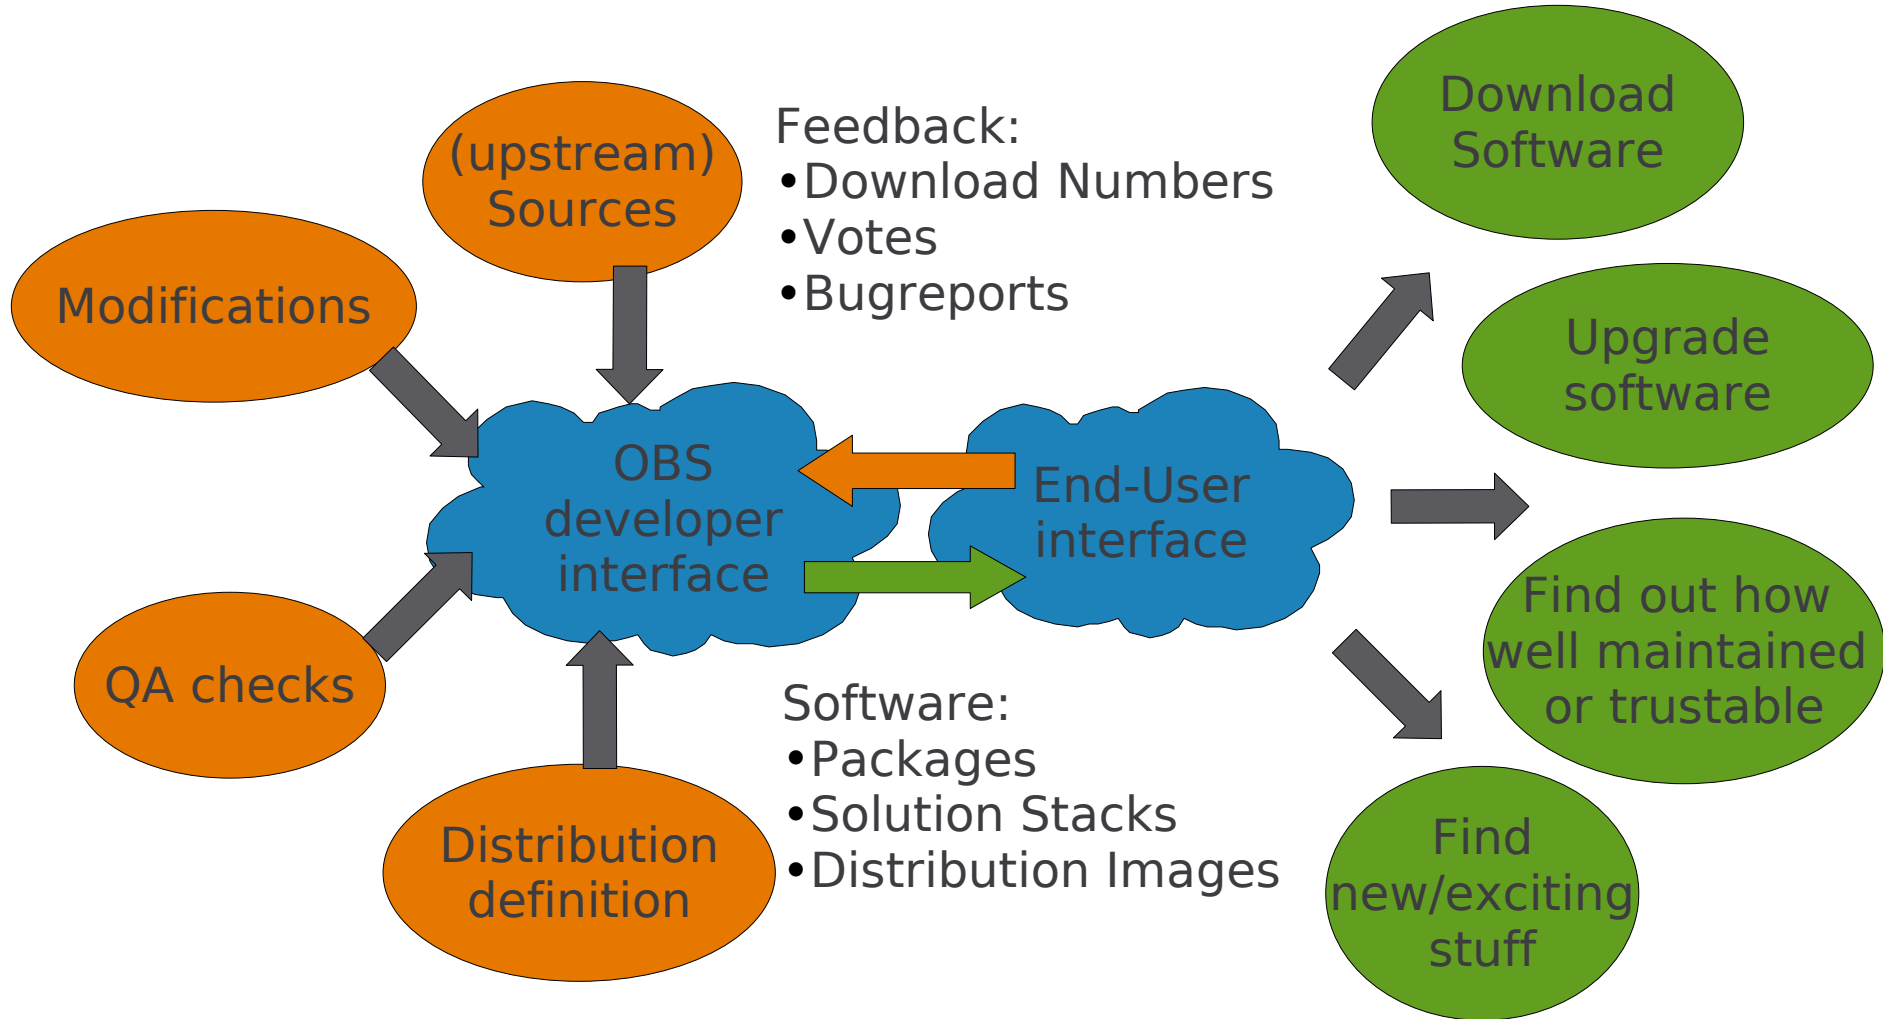 (upstream)
Sources
Modifications
QA checks
Distribution
definition
Feedback:
•Download Numbers
•Votes
•Bugreports
OBS
developer
interface
End-User
interface
Software:
•Packages
•Solution Stacks
•Distribution Images
Download
Software
Upgrade
software
Find out how
well maintained
or trustable
Find
new/exciting
stuff